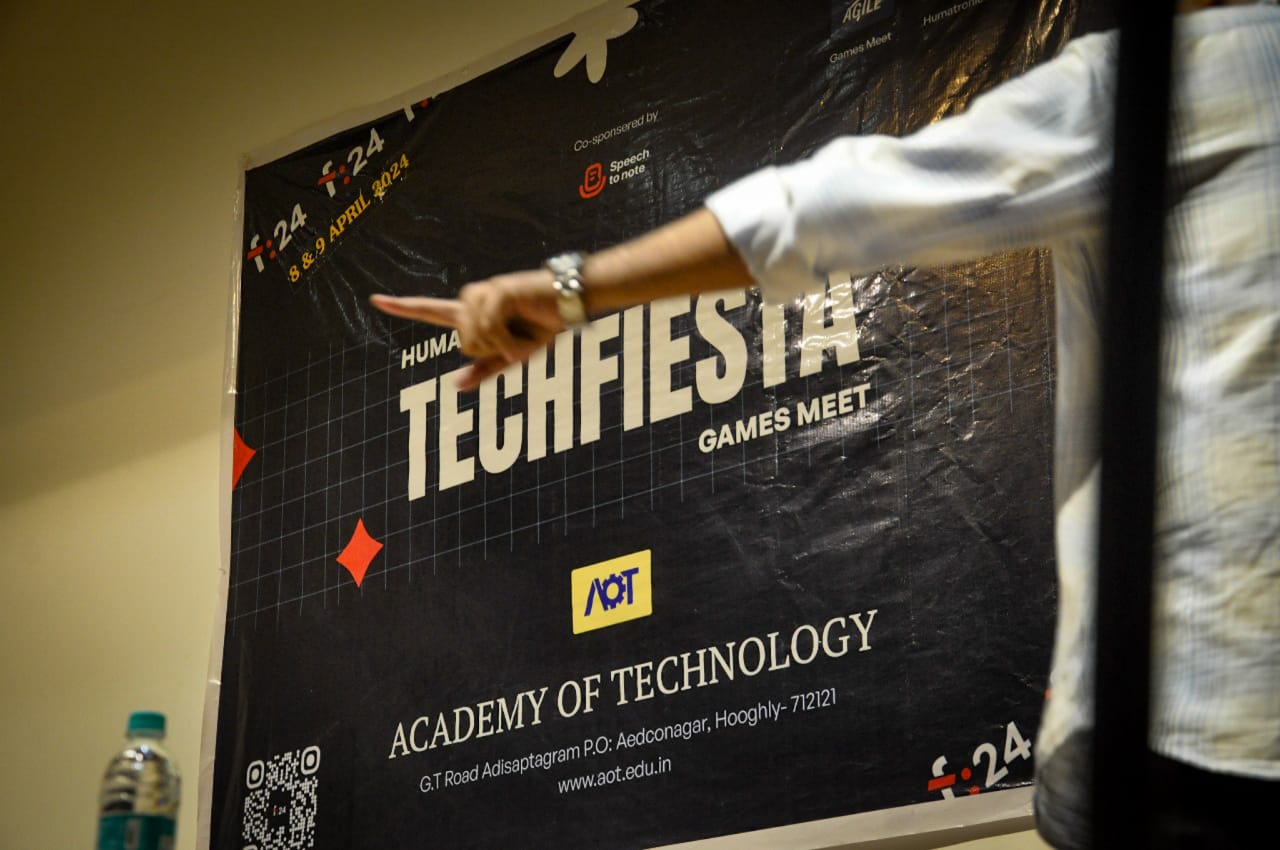 AGILE
Games Meet
Humatronic
Co-sponsored by
Speech
to note
f:24
f:24
8 & 9 APRIL 2024
HUMA
TECHFIESTA
GAMES MEET
AOT
ACADEMY OF TECHNOLOGY
G.T Road Adisaptagram P.O: Aedconagar, Hooghly- 712121
www.aot.edu.in
f:24